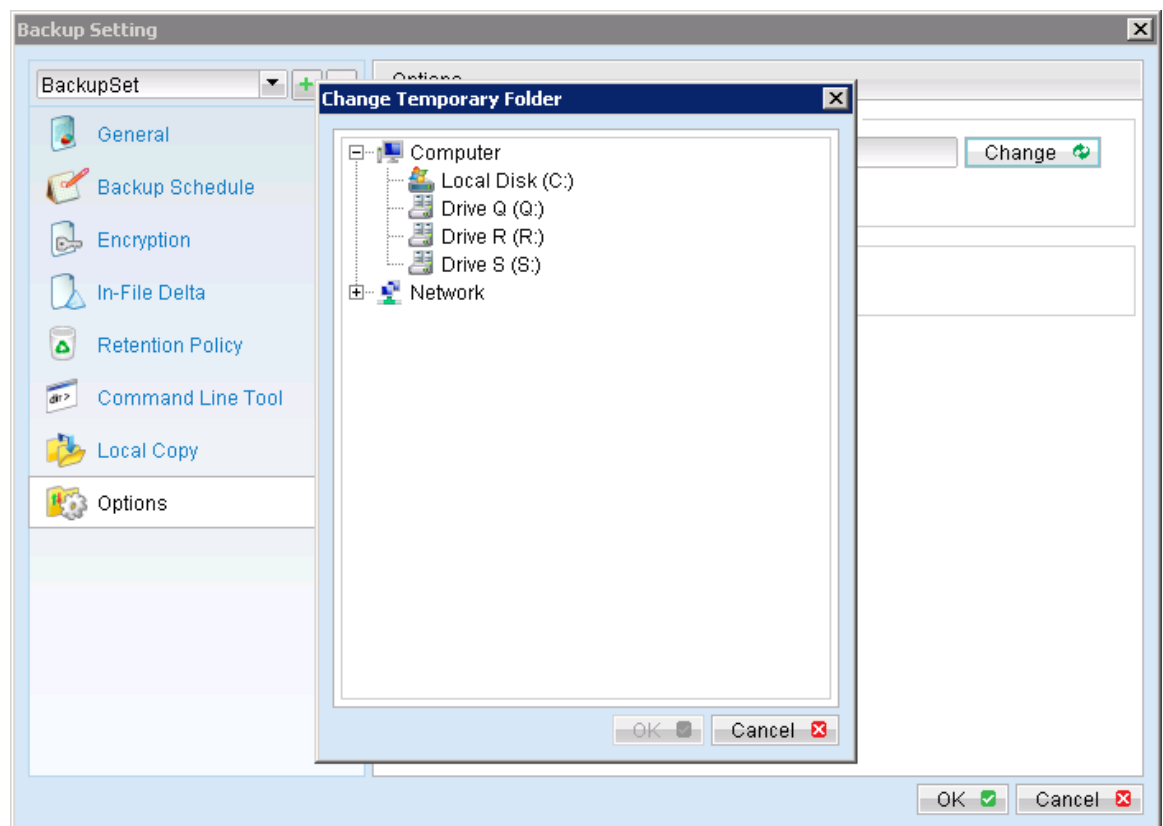 Backup Setting
BackupSet
Options
General
Backup Schedule
Encryption
In-File Delta
Retention Policy
Command Line Tool
Local Copy
Options
Change
Change Temporary Folder
Computer
Local Disk (C:)
Drive Q (Q:)
Drive R (R:)
Drive S (S:)
Network
OK
Cancel
OK
Cancel